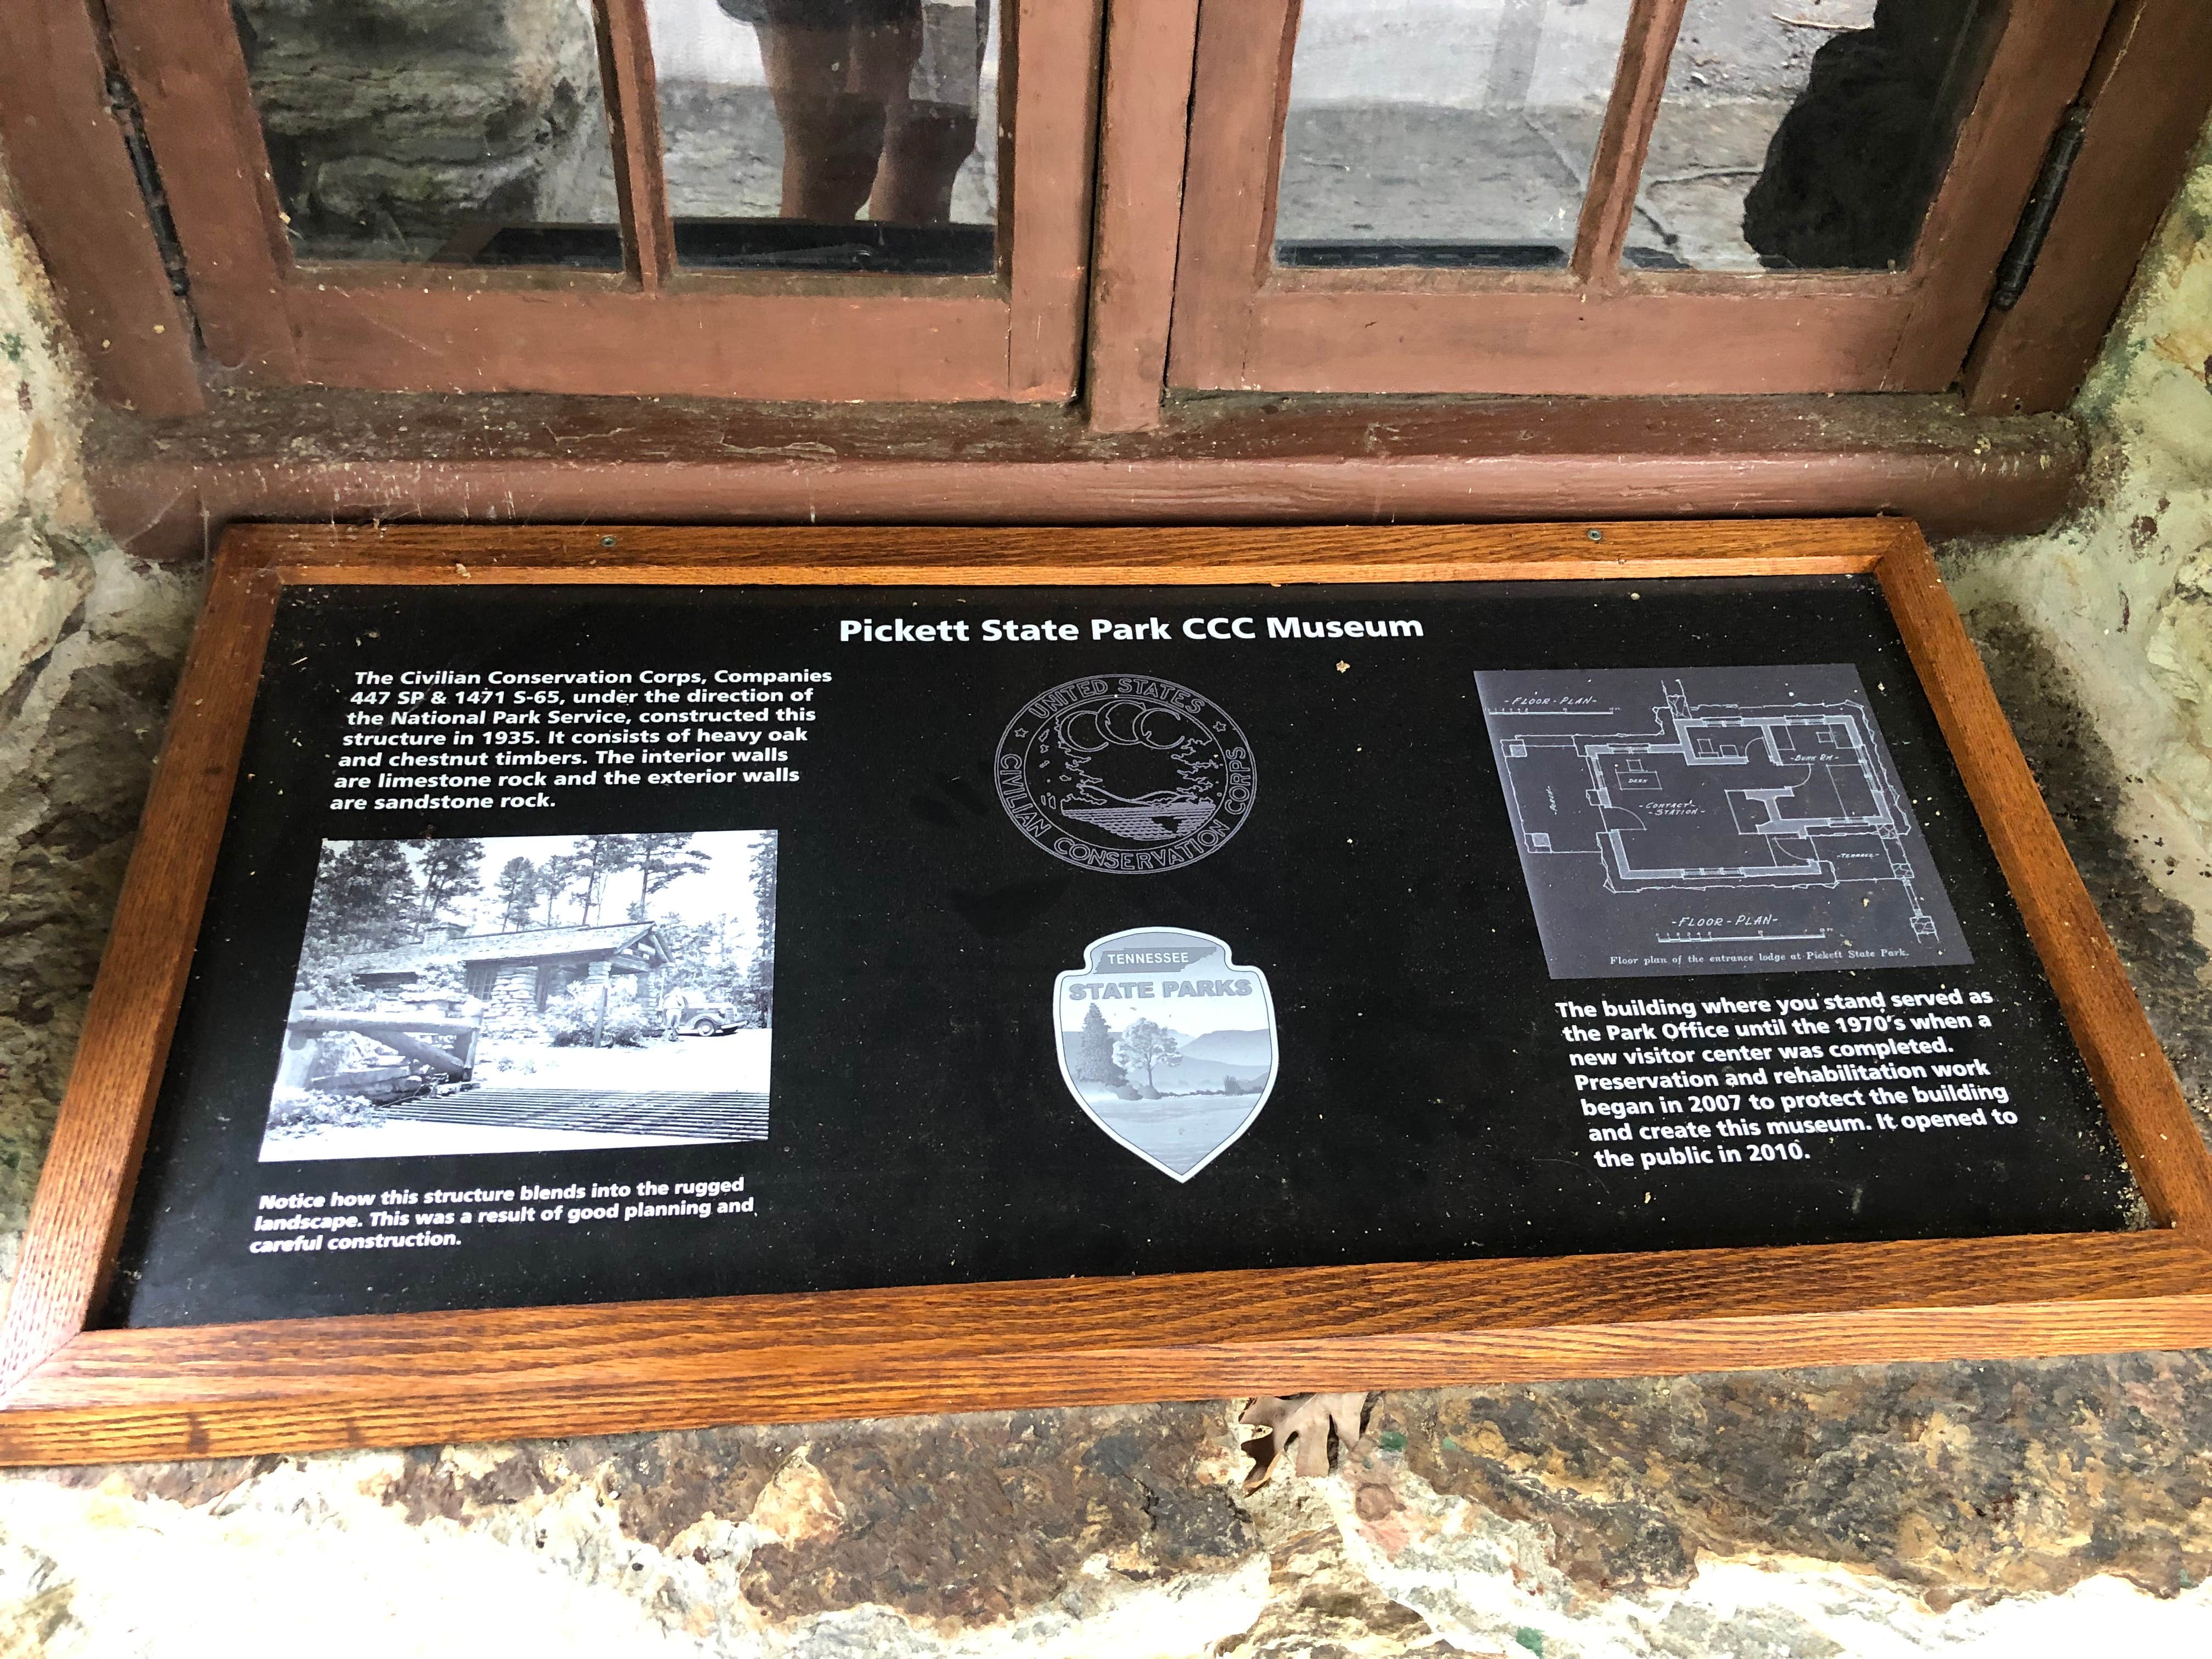 Pickett State Park CCC Museum
The Civilian Conservation Corps, Companies
447 SP & 1471 S-65, under the direction of
the National Park Service, constructed this
structure in 1935. It consists of heavy oak
and chestnut timbers. The interior walls
are limestone rock and the exterior walls
are sandstone rock.
Notice how this structure blends into the rugged
landscape. This was a result of good planning and
careful construction.
UNITED STATES
CIVILIAN CONSERVATION CORPS
TENNESSEE
STATE PARKS
-FLOOR-PLAN-
-BUNK RM-
DESK
-CONTACT-
-STATION-
-PORCH-
-TERRACE-
-FLOOR-PLAN-
Floor plan of the entrance lodge at Pickett State Park.
The building where you stand served as
the Park Office until the 1970's when a
new visitor center was completed.
Preservation and rehabilitation work
began in 2007 to protect the building
and create this museum. It opened to
the public in 2010.